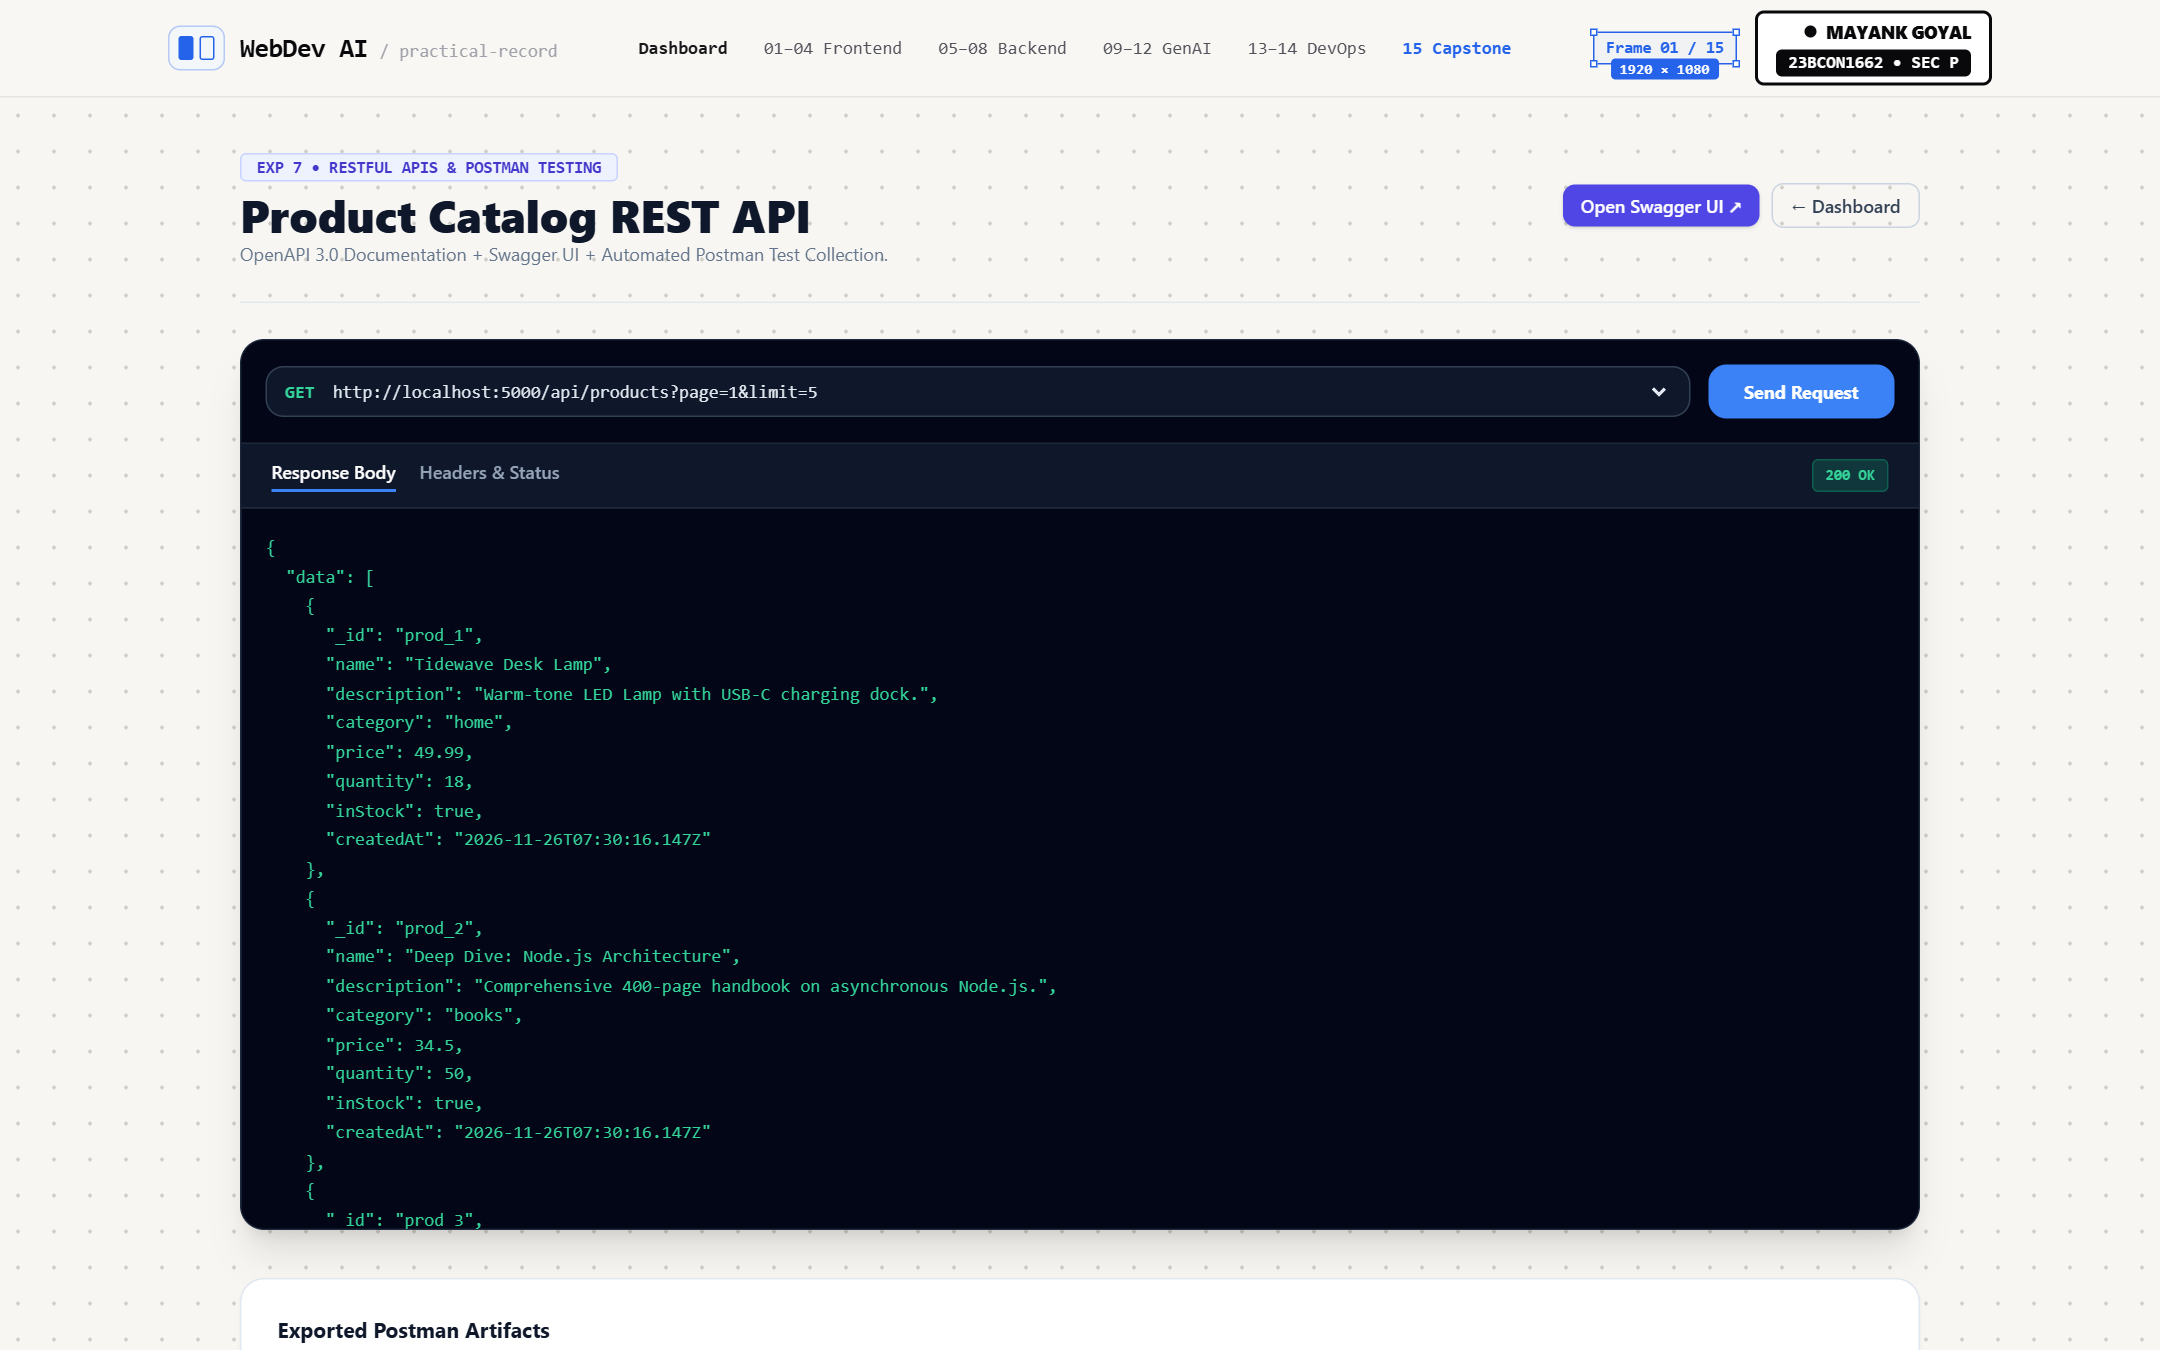 WebDev AI / practical-record
Dashboard
01–04 Frontend
05–08 Backend
09–12 GenAI
13–14 DevOps
15 Capstone
Frame 01 / 15
1920 × 1080
● MAYANK GOYAL
23BCON1662 • SEC P
EXP 7 • RESTFUL APIS & POSTMAN TESTING
Product Catalog REST API
OpenAPI 3.0 Documentation + Swagger UI + Automated Postman Test Collection.
Open Swagger UI ↗
← Dashboard
GET http://localhost:5000/api/products?page=1&limit=5
Send Request
Response Body
Headers & Status
200 OK
{
  "data": [
    {
      "_id": "prod_1",
      "name": "Tidewave Desk Lamp",
      "description": "Warm-tone LED Lamp with USB-C charging dock.",
      "category": "home",
      "price": 49.99,
      "quantity": 18,
      "inStock": true,
      "createdAt": "2026-11-26T07:30:16.147Z"
    },
    {
      "_id": "prod_2",
      "name": "Deep Dive: Node.js Architecture",
      "description": "Comprehensive 400-page handbook on asynchronous Node.js.",
      "category": "books",
      "price": 34.5,
      "quantity": 50,
      "inStock": true,
      "createdAt": "2026-11-26T07:30:16.147Z"
    },
    {
      "_id": "prod_3",
Exported Postman Artifacts